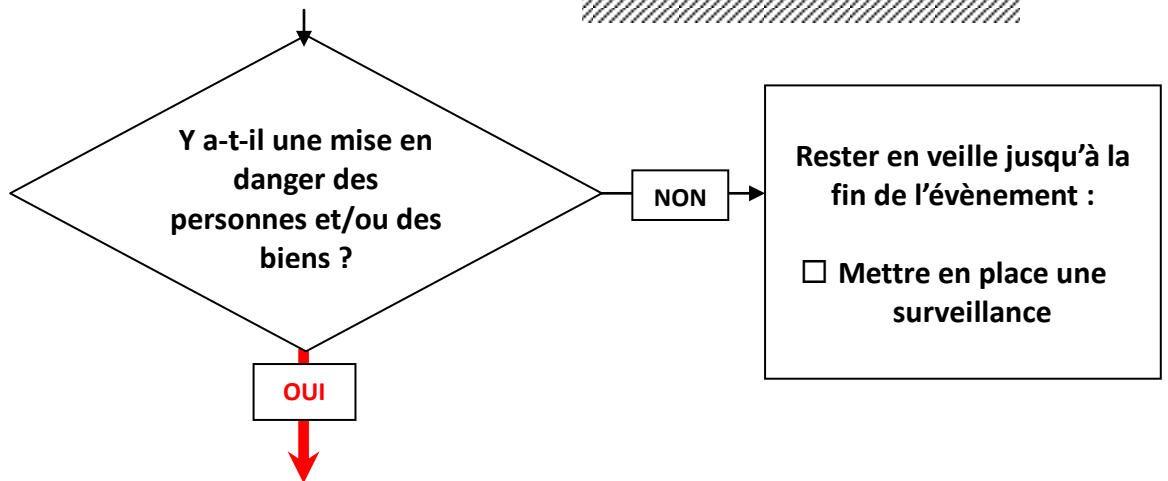 Y a-t-il une mise en
danger des
personnes et/ou des
biens ?
NON
Rester en veille jusqu'à la
fin de l'évènement :
☐ Mettre en place une
surveillance
OUI